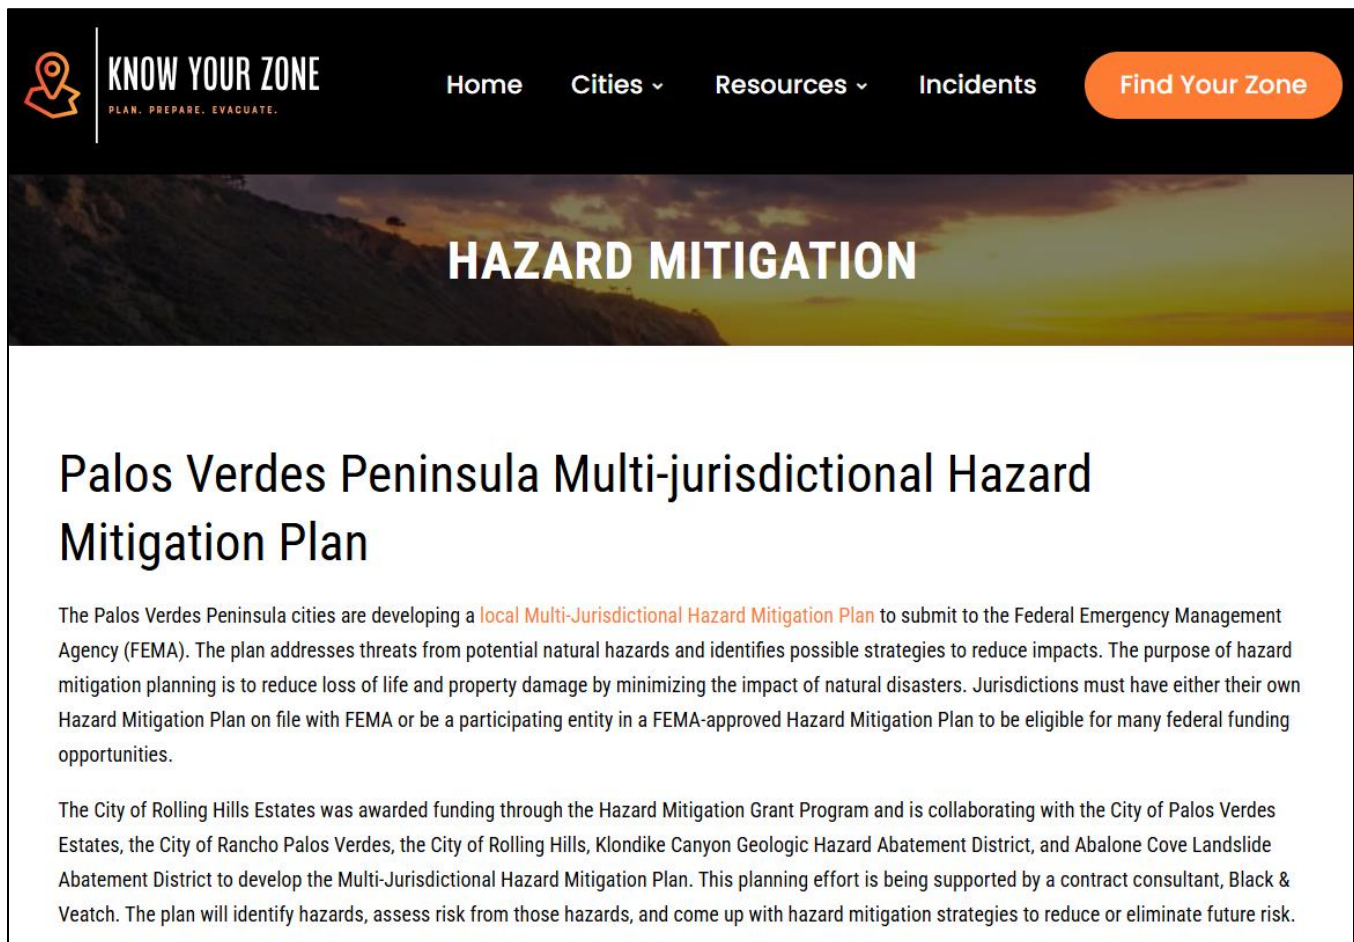 KNOW YOUR ZONE
PLAN. PREPARE. EVACUATE.
Home Cities Resources Incidents Find Your Zone
HAZARD MITIGATION
Palos Verdes Peninsula Multi-jurisdictional Hazard
Mitigation Plan
The Palos Verdes Peninsula cities are developing a local Multi-Jurisdictional Hazard Mitigation Plan to submit to the Federal Emergency Management
Agency (FEMA). The plan addresses threats from potential natural hazards and identifies possible strategies to reduce impacts. The purpose of hazard
mitigation planning is to reduce loss of life and property damage by minimizing the impact of natural disasters. Jurisdictions must have either their own
Hazard Mitigation Plan on file with FEMA or be a participating entity in a FEMA-approved Hazard Mitigation Plan to be eligible for many federal funding
opportunities.
The City of Rolling Hills Estates was awarded funding through the Hazard Mitigation Grant Program and is collaborating with the City of Palos Verdes
Estates, the City of Rancho Palos Verdes, the City of Rolling Hills, Klondike Canyon Geologic Hazard Abatement District, and Abalone Cove Landslide
Abatement District to develop the Multi-Jurisdictional Hazard Mitigation Plan. This planning effort is being supported by a contract consultant, Black &
Veatch. The plan will identify hazards, assess risk from those hazards, and come up with hazard mitigation strategies to reduce or eliminate future risk.